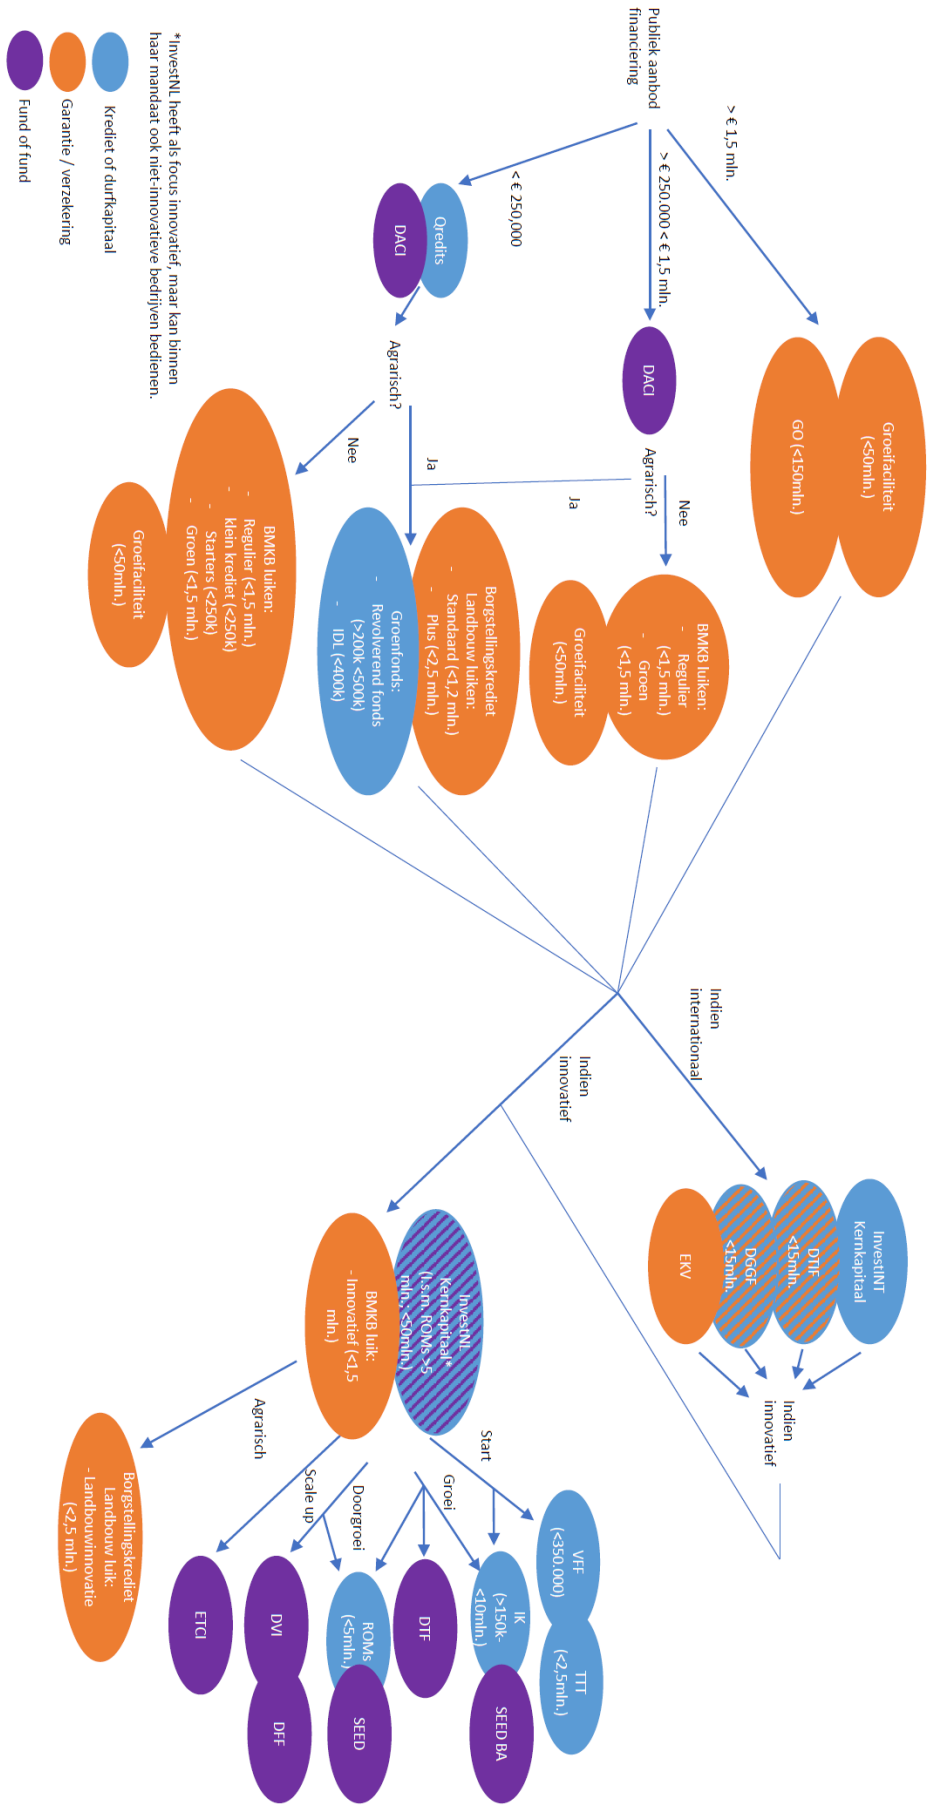 Publiek aanbod
financiering
> € 1,5 mln.
> € 250.000 < € 1,5 mln.
< € 250,000
Groeifaciliteit
(<50mln.)
GO (<150mln.)
DACI
Agrarisch?
Nee
Ja
BMKB luiken:
- Regulier
(<1,5 mln.)
- Groen
(<1,5 mln.)
Groeifaciliteit
(<50mln.)
Qredits
DACI
Agrarisch?
Ja
Nee
Borgstellingskrediet
Landbouw luiken:
- Standaard (<1,2 mln.)
- Plus (<2,5 mln.)
Groenfonds:
- Revolverend fonds
(>200k <500k)
- IDL (<400k)
BMKB luiken:
- Regulier (<1,5 mln.)
- klein krediet (<250k)
- Starters (<250k)
- Groen (<1,5 mln.)
Groeifaciliteit
(<50mln.)
Indien
internationaal
Indien
innovatief
InvestINT
Kernkapitaal
DTIF
<15mln.
DGGF
<15mln.
EKV
Indien
innovatief
InvestNL
Kernkapitaal*
(I.s.m. ROMs >5
mln.; <50mln.)
BMKB luik:
- Innovatief (<1,5
mln.)
Start
Groei
Doorgroei
Scale up
Agrarisch
VFF
(<350.000)
TTT
(<2,5mln.)
IK
(>150k-
<10mln.)
SEED BA
DTF
ROMs
(<5mln.)
SEED
DVI
DFF
ETCI
Borgstellingskrediet
Landbouw luik:
- Landbouwinnovatie
(<2,5 mln.)
*InvestNL heeft als focus innovatief, maar kan binnen
haar mandaat ook niet-innovatieve bedrijven bedienen.
Krediet of durfkapitaal
Garantie / verzekering
Fund of fund